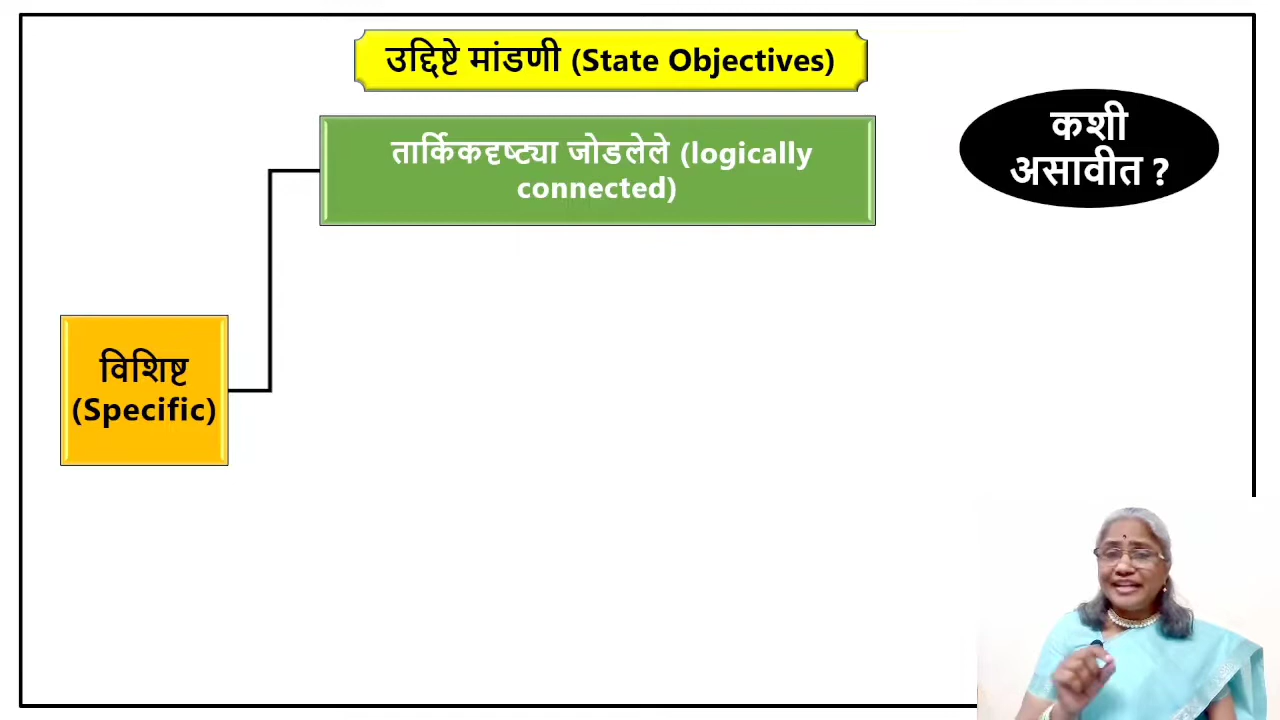 उद्दिष्टे मांडणी (State Objectives)
कशी
असावीत ?
तार्किकदृष्ट्या जोडलेले (logically
connected)
विशिष्ट
(Specific)